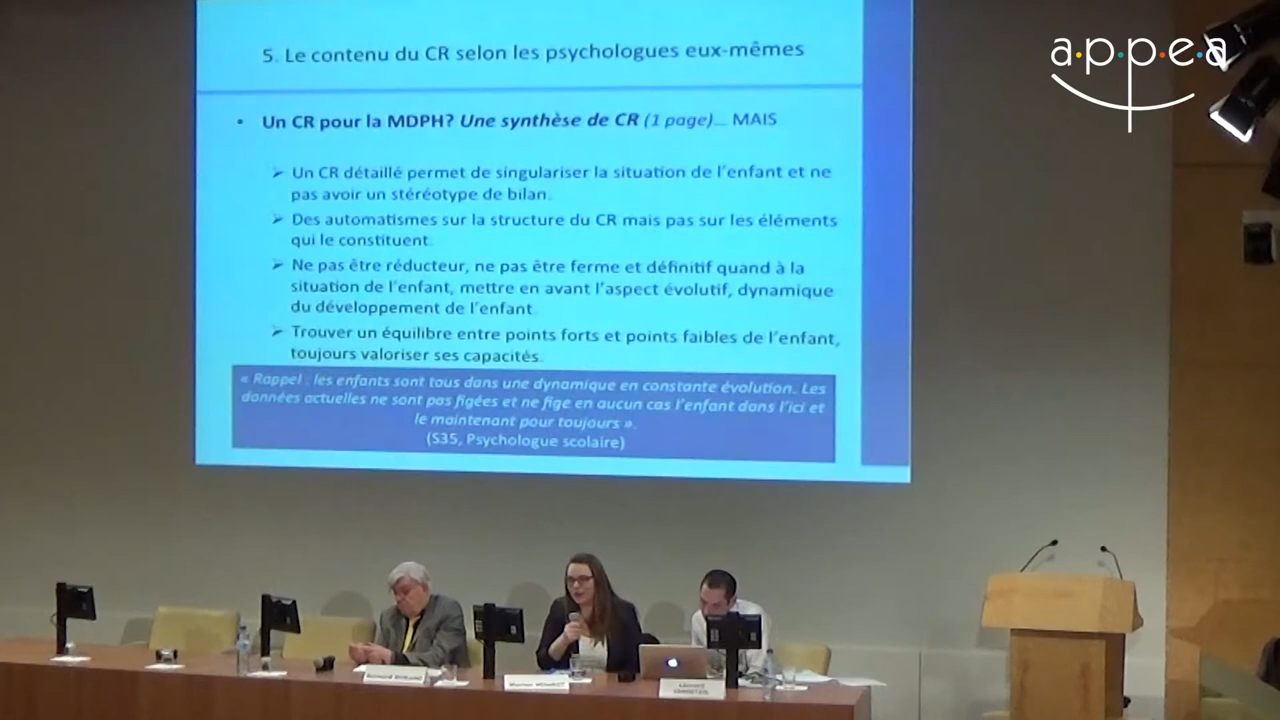 a.p.p.e.a
5. Le contenu du CR selon les psychologues eux-mêmes
• Un CR pour la MDPH? Une synthèse de CR (1 page)... MAIS
➢ Un CR détaillé permet de singulariser la situation de l'enfant et ne
pas avoir un stéréotype de bilan.
➢ Des automatismes sur la structure du CR mais pas sur les éléments
qui le constituent.
➢ Ne pas être réducteur, ne pas être ferme et définitif quant à la
situation de l'enfant, mettre en avant l'aspect évolutif, dynamique
du développement de l'enfant.
➢ Trouver un équilibre entre points forts et points faibles de l'enfant,
toujours valoriser ses capacités.
« Rappel : les enfants sont tous dans une dynamique en constante évolution. Les
données actuelles ne sont pas figées et ne fige en aucun cas l'enfant dans l'ici et
le maintenant pour toujours ».
(S35, Psychologue scolaire)